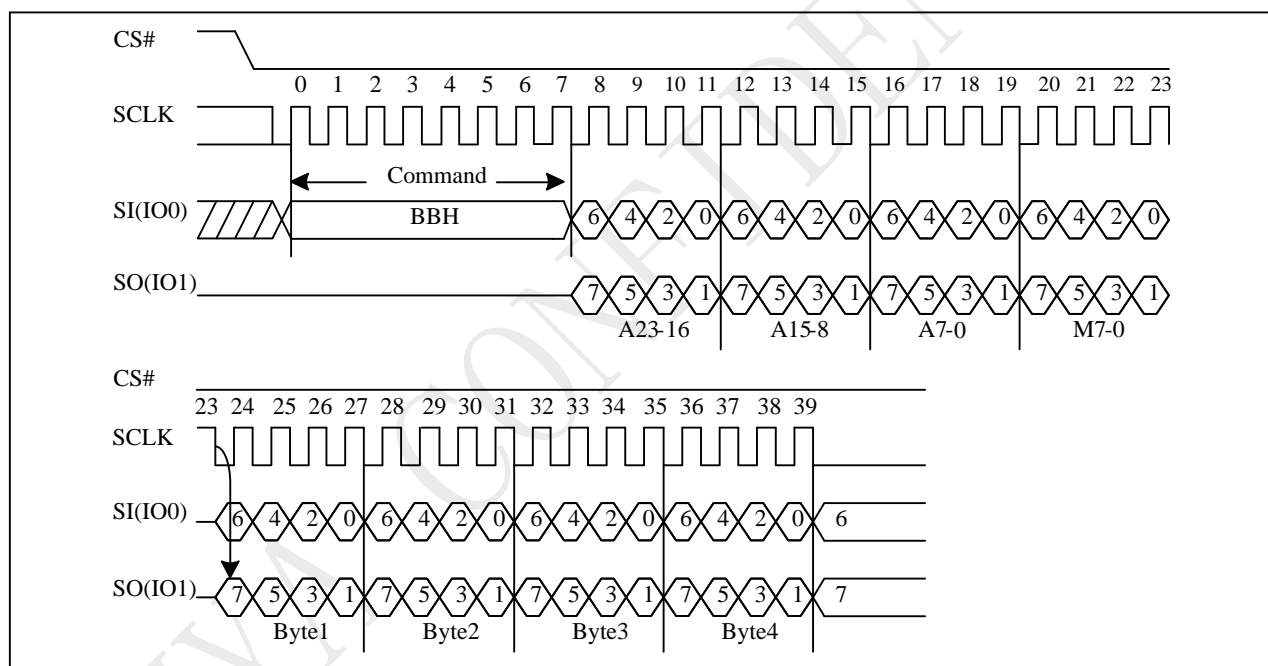 CS#
0 1 2 3 4 5 6 7 8 9 10 11 12 13 14 15 16 17 18 19 20 21 22 23
SCLK
Command
SI(IO0) BBH 6 4 2 0 6 4 2 0 6 4 2 0 6 4 2 0
SO(IO1) 7 5 3 1 7 5 3 1 7 5 3 1 7 5 3 1
A23-16 A15-8 A7-0 M7-0
CS#
23 24 25 26 27 28 29 30 31 32 33 34 35 36 37 38 39
SCLK
SI(IO0) 6 4 2 0 6 4 2 0 6 4 2 0 6 4 2 0 6
SO(IO1) 7 5 3 1 7 5 3 1 7 5 3 1 7 5 3 1 7
Byte1 Byte2 Byte3 Byte4